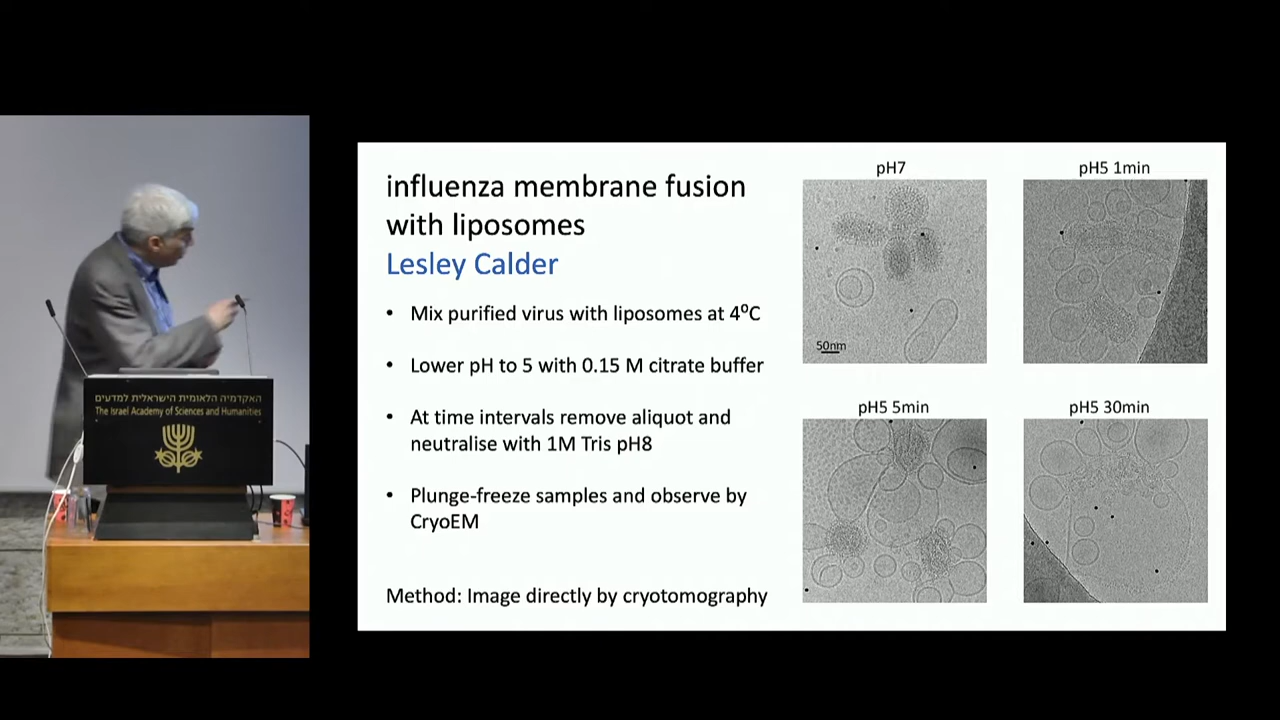 האקדמיה הלאומית הישראלית למדעים
The Israel Academy of Sciences and Humanities
influenza membrane fusion
with liposomes
Lesley Calder
• Mix purified virus with liposomes at 4⁰C
• Lower pH to 5 with 0.15 M citrate buffer
• At time intervals remove aliquot and
neutralise with 1M Tris pH8
• Plunge-freeze samples and observe by
CryoEM
Method: Image directly by cryotomography
pH7
pH5 1min
50nm
pH5 5min
pH5 30min